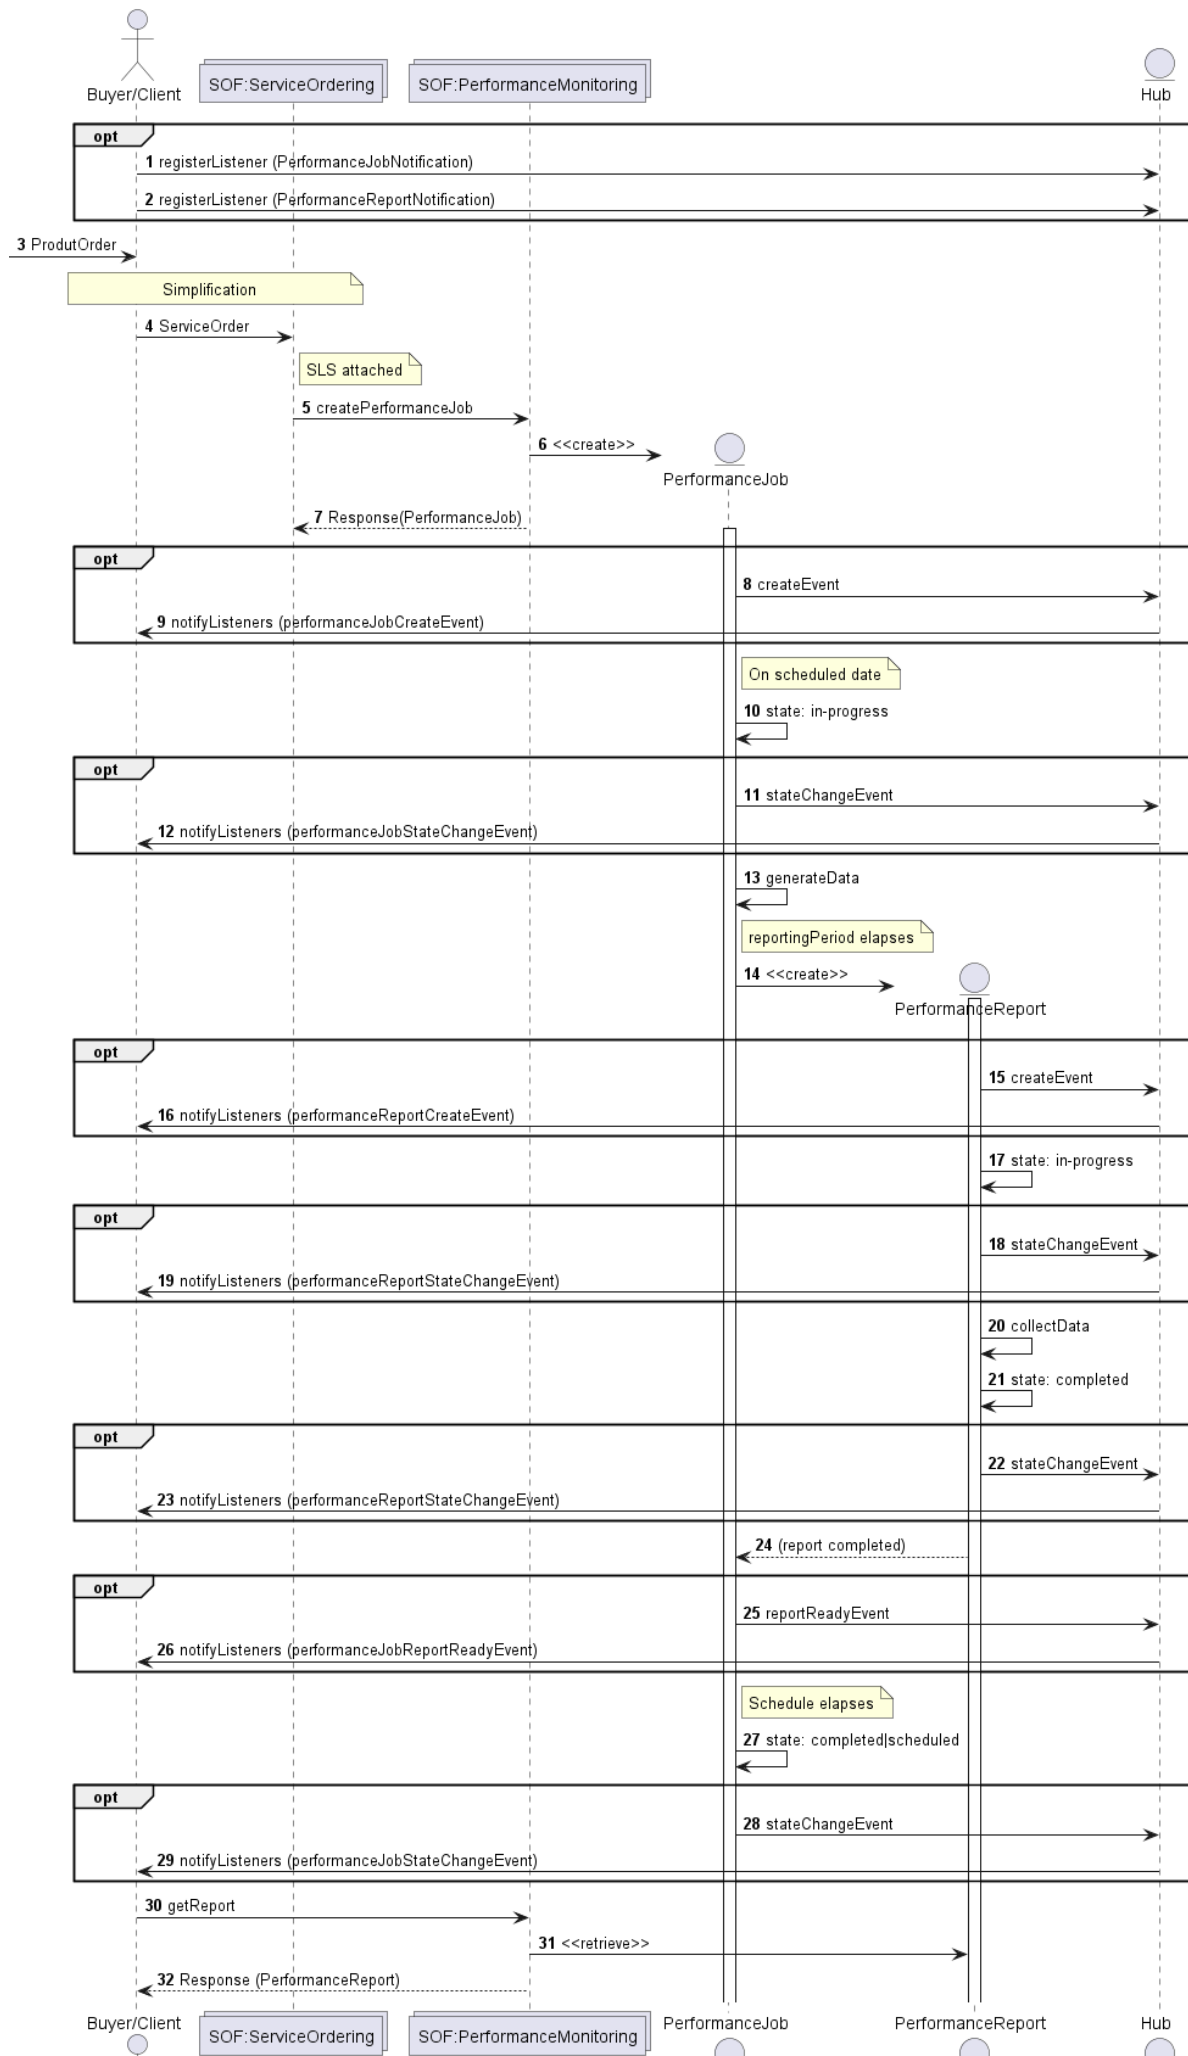 Buyer/Client
SOF:ServiceOrdering
SOF:PerformanceMonitoring
Hub
opt
1 registerListener (PerformanceJobNotification)
2 registerListener (PerformanceReportNotification)
3 ProdutOrder
Simplification
4 ServiceOrder
SLS attached
5 createPerformanceJob
6 <<create>>
PerformanceJob
7 Response(PerformanceJob)
opt
8 createEvent
9 notifyListeners (performanceJobCreateEvent)
On scheduled date
10 state: in-progress
opt
11 stateChangeEvent
12 notifyListeners (performanceJobStateChangeEvent)
13 generateData
reportingPeriod elapses
14 <<create>>
PerformanceReport
opt
15 createEvent
16 notifyListeners (performanceReportCreateEvent)
17 state: in-progress
opt
18 stateChangeEvent
19 notifyListeners (performanceReportStateChangeEvent)
20 collectData
21 state: completed
opt
22 stateChangeEvent
23 notifyListeners (performanceReportStateChangeEvent)
24 (report completed)
opt
25 reportReadyEvent
26 notifyListeners (performanceJobReportReadyEvent)
Schedule elapses
27 state: completed|scheduled
opt
28 stateChangeEvent
29 notifyListeners (performanceJobStateChangeEvent)
30 getReport
31 <<retrieve>>
32 Response (PerformanceReport)
Buyer/Client
SOF:ServiceOrdering
SOF:PerformanceMonitoring
PerformanceJob
PerformanceReport
Hub